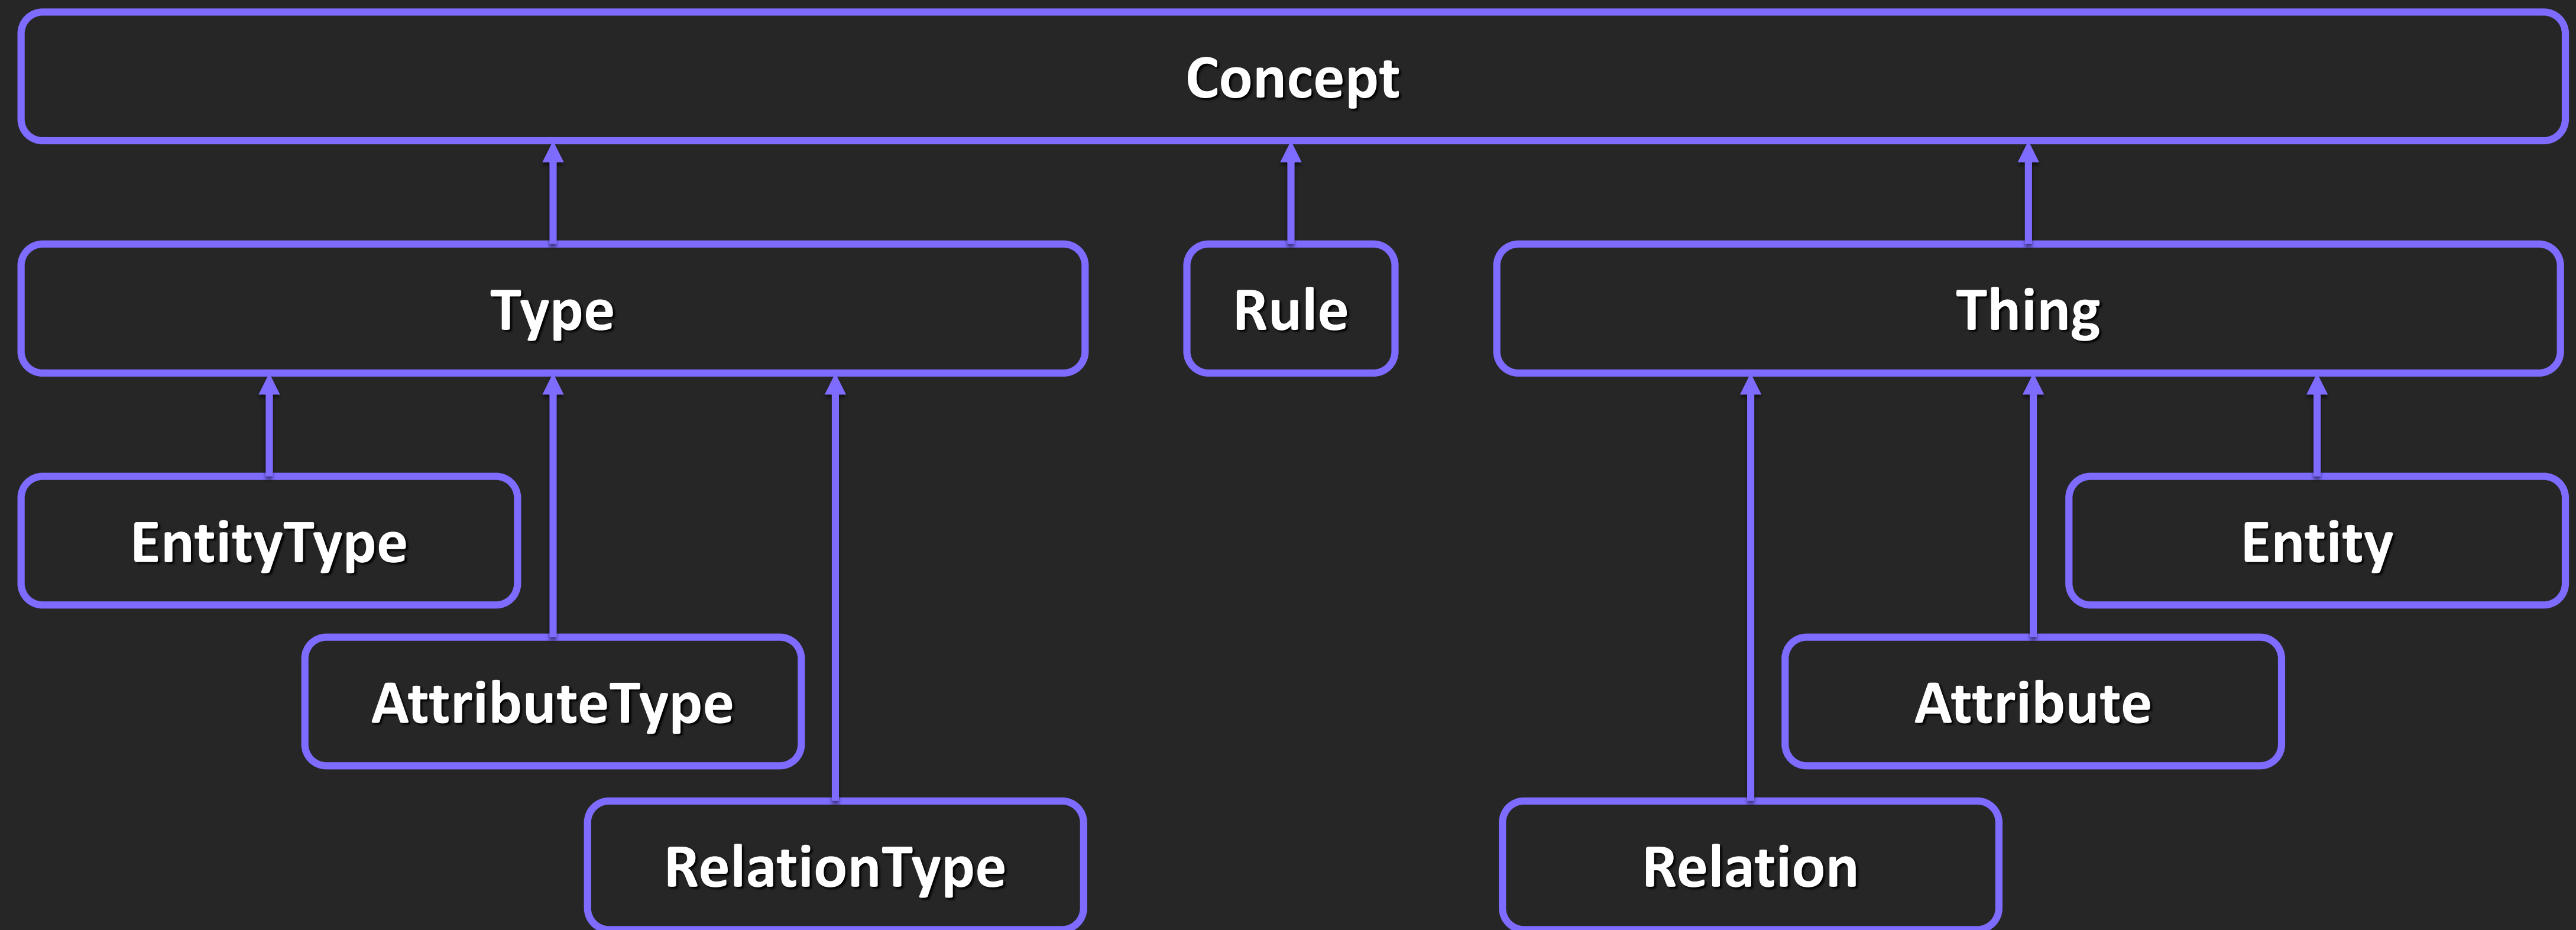 Concept
Type
Rule
Thing
EntityType
Entity
AttributeType
Attribute
RelationType
Relation